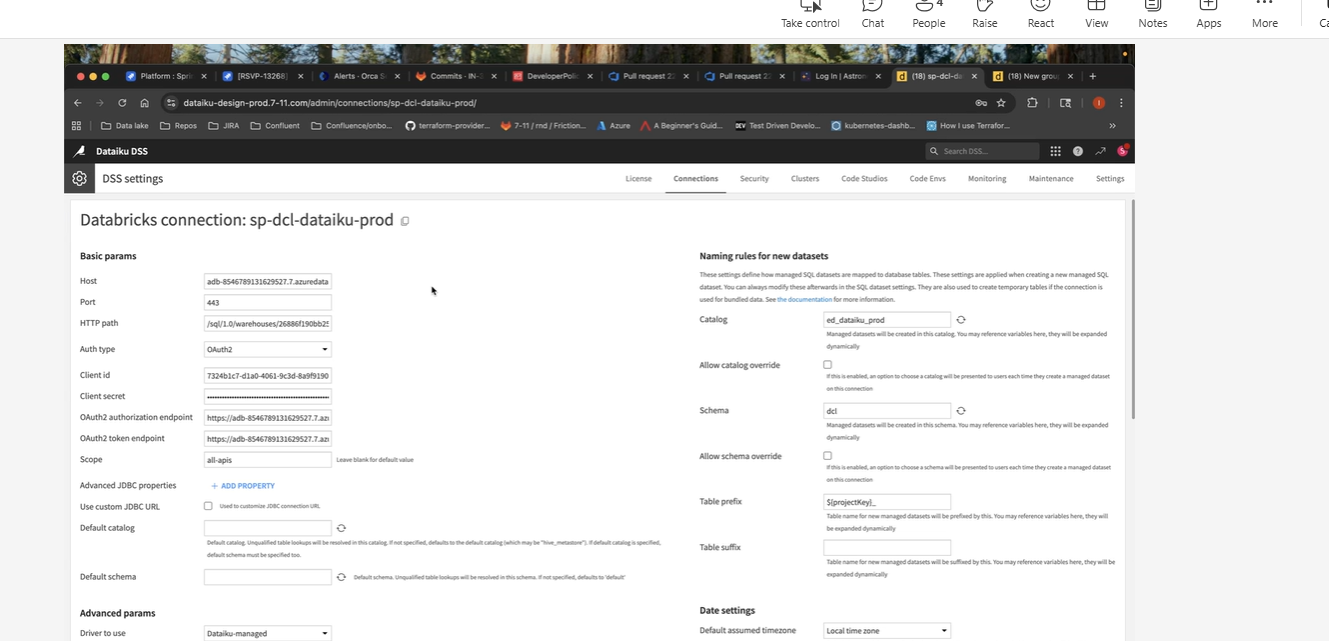 4
Take control Chat People Raise React View Notes Apps More
Platform : Spri
[RSVP-13268]
Alerts - Orca S
Commits - IN-
DeveloperPoli
Pull request 2
Pull request 2
Log In | Astron
(18) sp-dcl-da
(18) New grou
dataiku-design-prod.7-11.com/admin/connections/sp-dcl-dataiku-prod/
Data lake Repos JIRA Confluent Confluence/onbo... terraform-provider... 7-11 / rnd / Friction... Azure A Beginner's Guid... Test Driven Develo... kubernetes-dashb... How I use Terrafor...
Dataiku DSS
Search DSS...
DSS settings
License Connections Security Clusters Code Studios Code Envs Monitoring Maintenance Settings
Databricks connection: sp-dcl-dataiku-prod
Basic params
Host adb-8546789131629527.7.azuredata
Port 443
HTTP path /sql/1.0/warehouses/26886f190bb25
Auth type OAuth2
Client id 7324b1c7-d1a0-4061-9c3d-8a9f9190
Client secret
OAuth2 authorization endpoint https://adb-8546789131629527.7.az
OAuth2 token endpoint https://adb-8546789131629527.7.az
Scope all-apis Leave blank for default value
Advanced JDBC properties + ADD PROPERTY
Use custom JDBC URL Used to customize JDBC connection URL
Default catalog
Default catalog. Unqualified table lookups will be resolved in this catalog. If not specified, defaults to the default catalog (which may be "hive_metastore"). If default catalog is specified,
default schema must be specified too.
Default schema Default schema. Unqualified table lookups will be resolved in this schema. If not specified, defaults to 'default'
Advanced params
Driver to use Dataiku-managed
Naming rules for new datasets
These settings define how managed SQL datasets are mapped to database tables. These settings are applied when creating a new managed SQL
dataset. You can always modify these afterwards in the SQL dataset settings. They are also used to create temporary tables if the connection is
used for bundled data. See the documentation for more information.
Catalog ed_dataiku_prod
Managed datasets will be created in this catalog. You may reference variables here, they will be expanded
dynamically
Allow catalog override
If this is enabled, an option to choose a catalog will be presented to users each time they create a managed dataset
on this connection
Schema dcl
Managed datasets will be created in this schema. You may reference variables here, they will be expanded
dynamically
Allow schema override
If this is enabled, an option to choose a schema will be presented to users each time they create a managed dataset
on this connection
Table prefix ${projectKey}_
Table name for new managed datasets will be prefixed by this. You may reference variables here, they will
be expanded dynamically
Table suffix
Table name for new managed datasets will be suffixed by this. You may reference variables here, they will be
expanded dynamically
Date settings
Default assumed timezone Local time zone